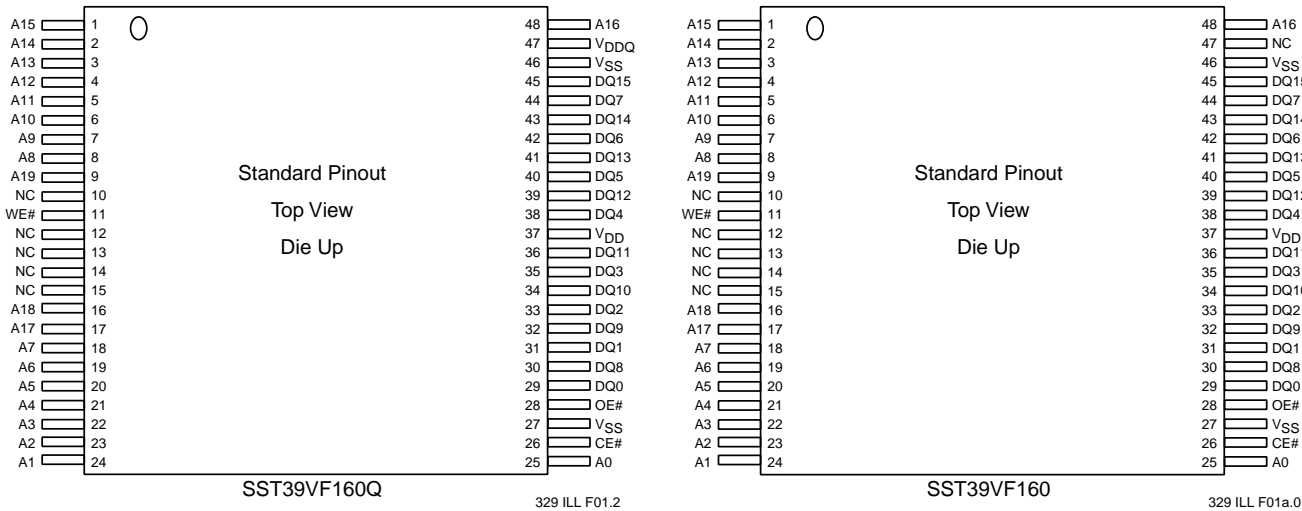 A15 1 48 A16
A14 2 47 VDDQ
A13 3 46 VSS
A12 4 45 DQ15
A11 5 44 DQ7
A10 6 43 DQ14
A9 7 42 DQ6
A8 8 41 DQ13
A19 9 40 DQ5
NC 10 39 DQ12
WE# 11 38 DQ4
NC 12 37 VDD
NC 13 36 DQ11
NC 14 35 DQ3
NC 15 34 DQ10
A18 16 33 DQ2
A17 17 32 DQ9
A7 18 31 DQ1
A6 19 30 DQ8
A5 20 29 DQ0
A4 21 28 OE#
A3 22 27 VSS
A2 23 26 CE#
A1 24 25 A0
Standard Pinout
Top View
Die Up
SST39VF160Q
329 ILL F01.2
A15 1 48 A16
A14 2 47 NC
A13 3 46 VSS
A12 4 45 DQ15
A11 5 44 DQ7
A10 6 43 DQ14
A9 7 42 DQ6
A8 8 41 DQ13
A19 9 40 DQ5
NC 10 39 DQ12
WE# 11 38 DQ4
NC 12 37 VDD
NC 13 36 DQ11
NC 14 35 DQ3
NC 15 34 DQ10
A18 16 33 DQ2
A17 17 32 DQ9
A7 18 31 DQ1
A6 19 30 DQ8
A5 20 29 DQ0
A4 21 28 OE#
A3 22 27 VSS
A2 23 26 CE#
A1 24 25 A0
Standard Pinout
Top View
Die Up
SST39VF160
329 ILL F01a.0